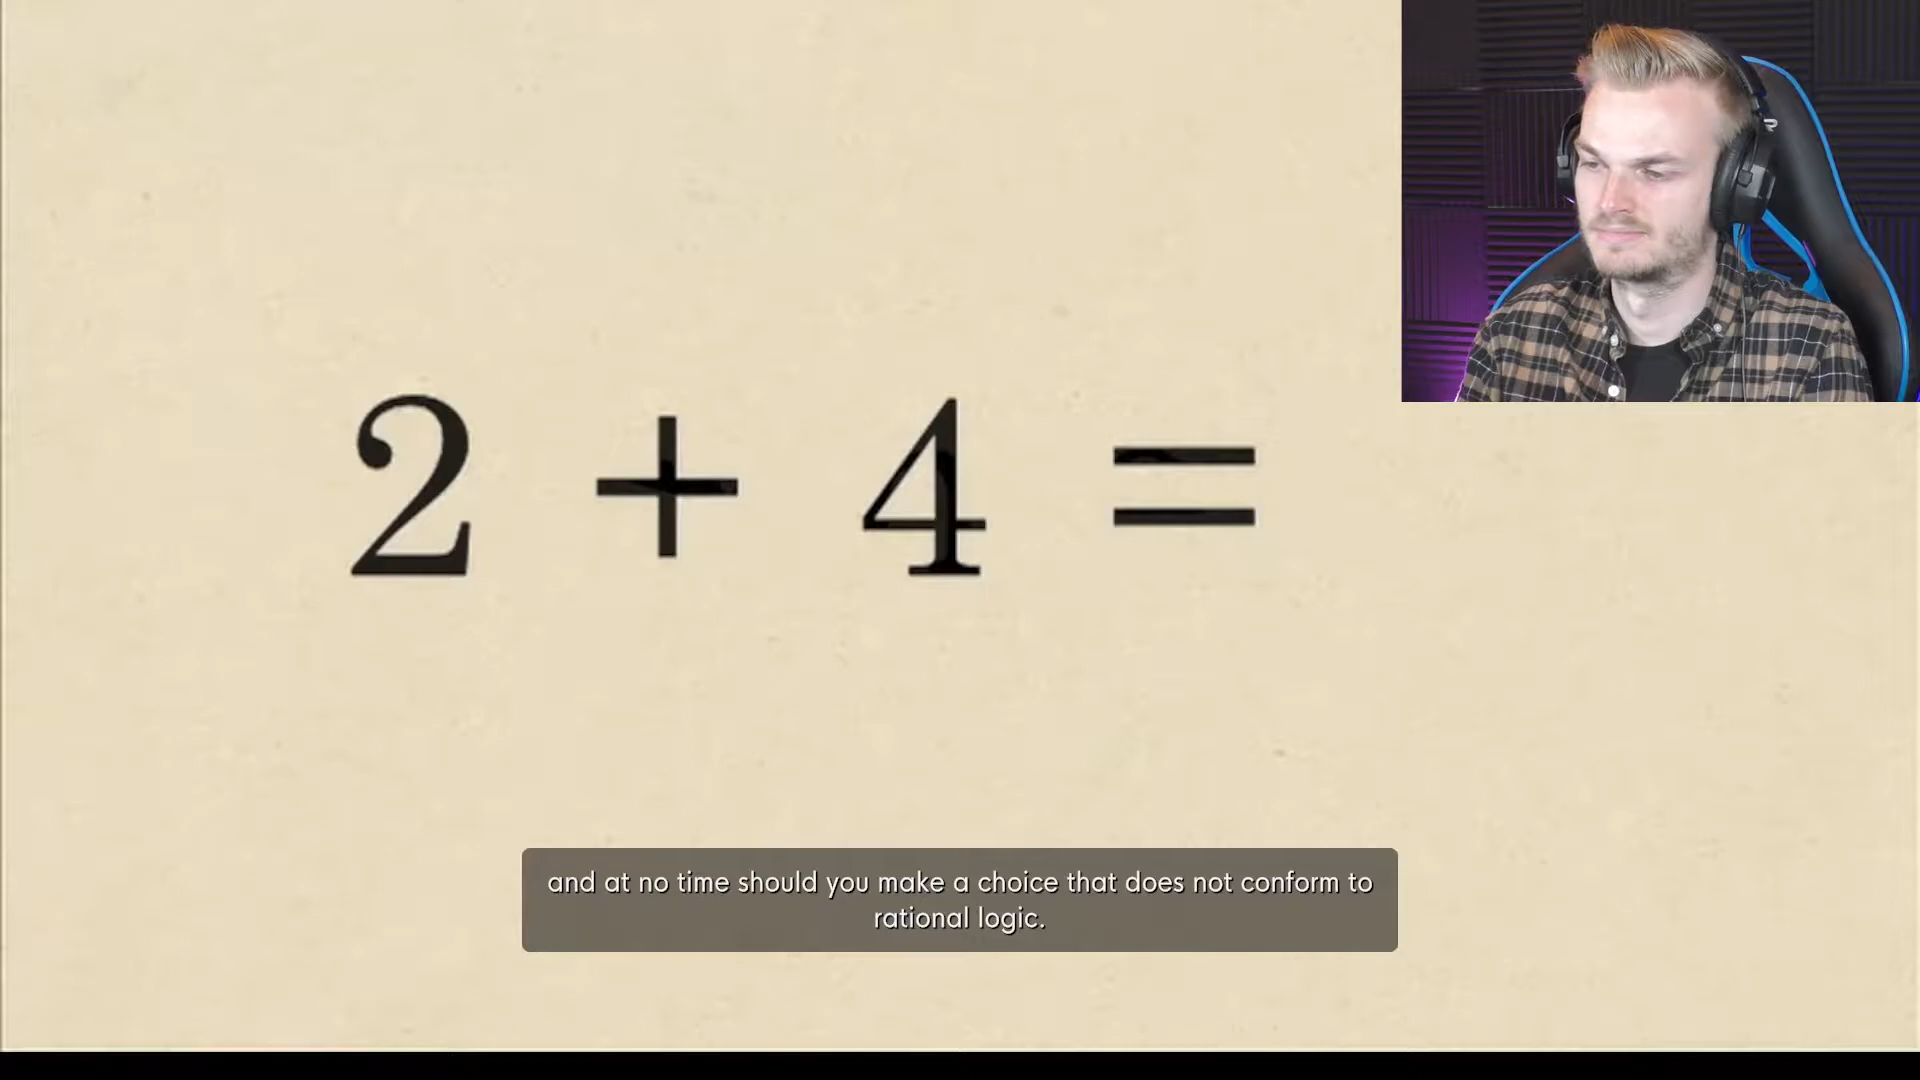 2 + 4 =
and at no time should you make a choice that does not conform to
rational logic.